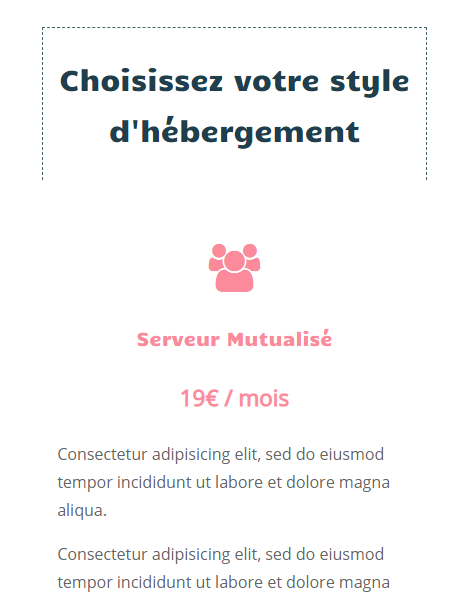 Choisissez votre style
d'hébergement
Serveur Mutualisé
19€ / mois
Consectetur adipisicing elit, sed do eiusmod
tempor incididunt ut labore et dolore magna
aliqua.
Consectetur adipisicing elit, sed do eiusmod
tempor incididunt ut labore et dolore magna